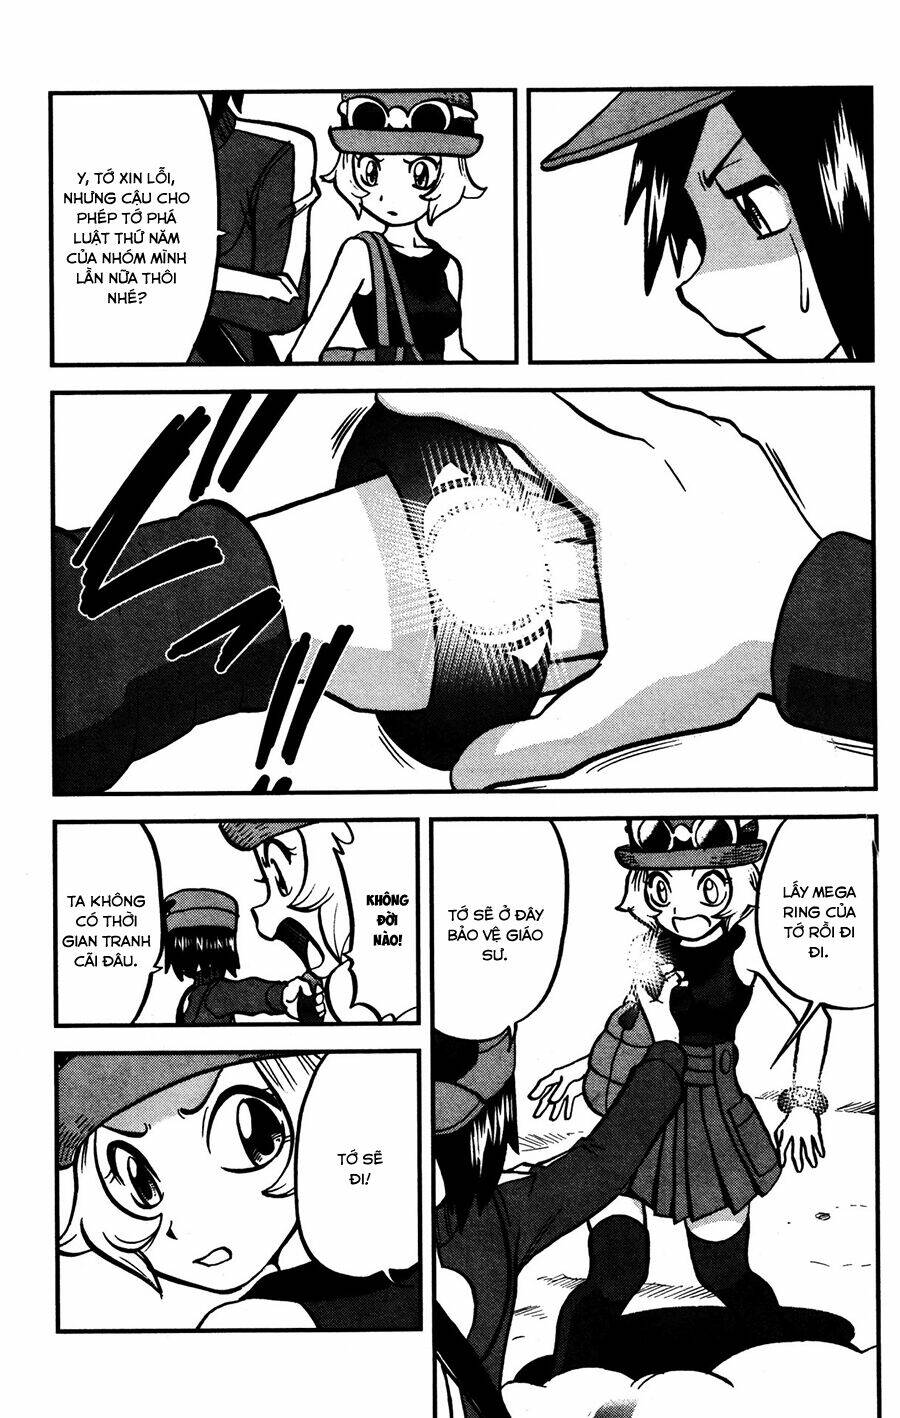 Y, TỚ XIN LỖI,
NHƯNG CẬU CHO
PHÉP TỚ PHÁ
LUẬT THỨ NĂM
CỦA NHÓM MÌNH
LẦN NỮA THÔI
NHÉ?
TA KHÔNG
CÓ THỜI
GIAN TRANH
CÃI ĐÂU.
KHÔNG
ĐỜI
NÀO!
TỚ SẼ
ĐI!
LẤY MEGA
RING CỦA
TỚ RỒI ĐI
ĐI.
TỚ SẼ Ở ĐÂY
BẢO VỆ GIÁO
SƯ.